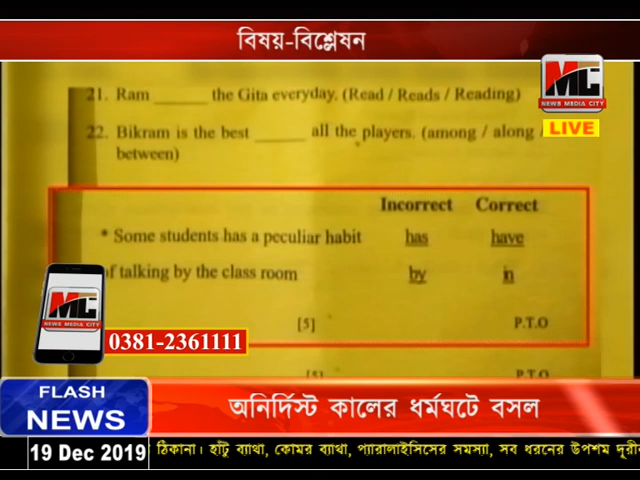 বিষয়-বিশ্লেষন
MC
NEWS MEDIA CITY
LIVE
21. Ram ______ the Gita everyday. (Read / Reads / Reading)
22. Bikram is the best ______ all the players. (among / along /
between)
Incorrect Correct
* Some students has a peculiar habit has have
of talking by the class room by in
[5] P.T.O
MC
NEWS MEDIA CITY
0381-2361111
[5] P.T.O
FLASH
NEWS
অনির্দিস্ট কালের ধর্মঘটে বসল
19 Dec 2019
ঠিকানা। হাঁটু ব্যাথা, কোমর ব্যাথা, প্যারালাইসিসের সমস্যা, সব ধরনের উপশম